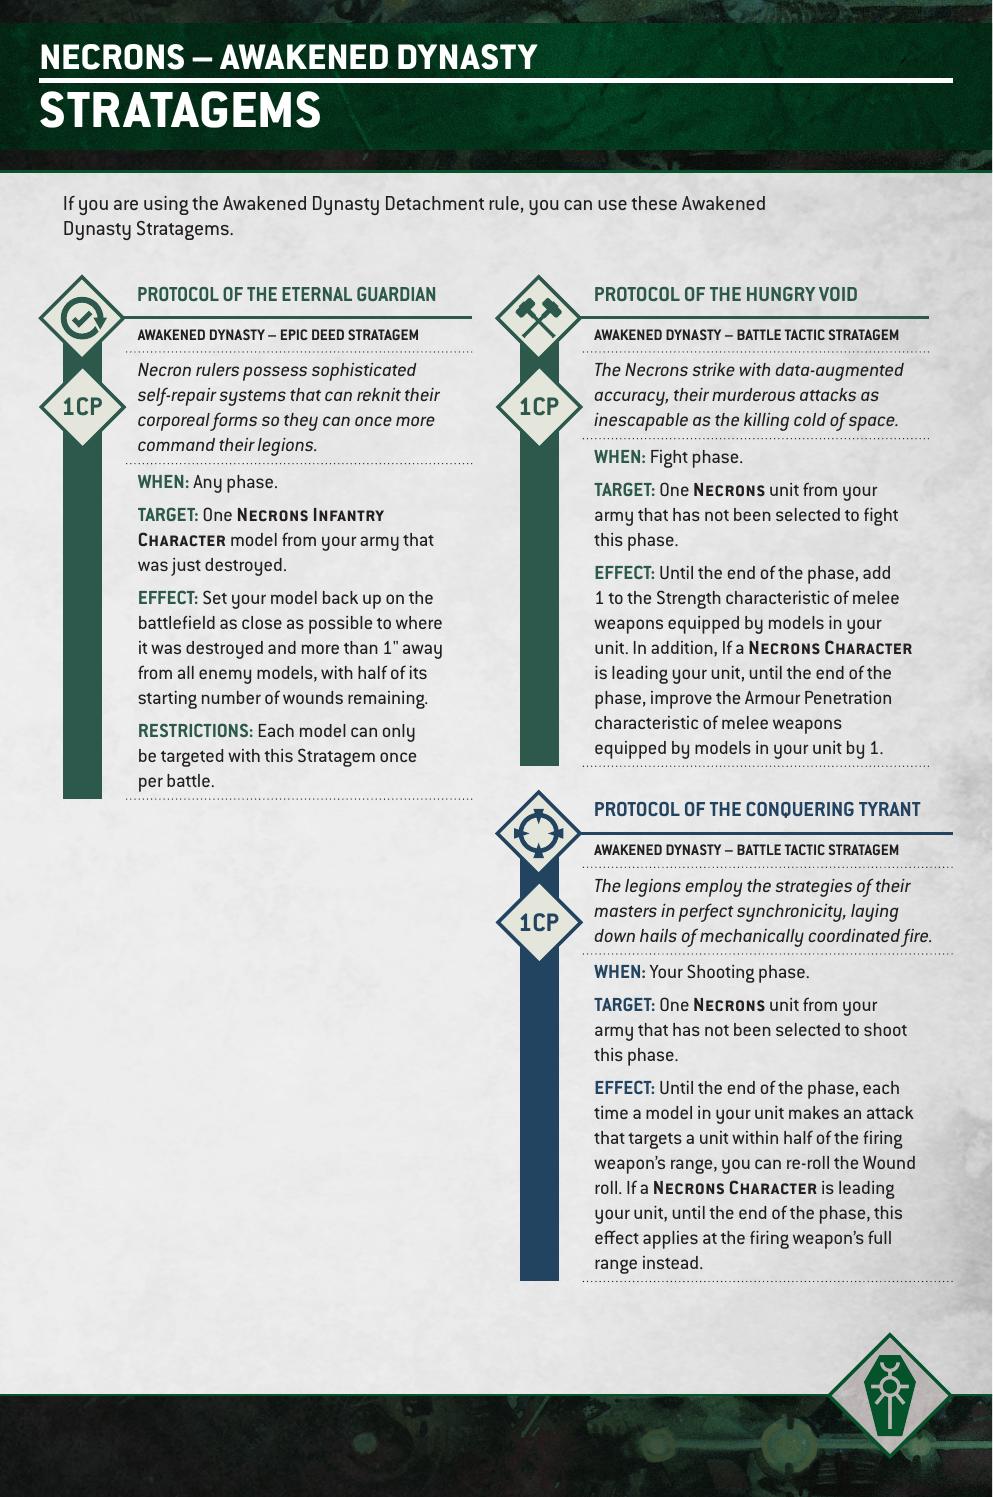 NECRONS – AWAKENED DYNASTY
STRATAGEMS
If you are using the Awakened Dynasty Detachment rule, you can use these Awakened
Dynasty Stratagems.
PROTOCOL OF THE ETERNAL GUARDIAN
AWAKENED DYNASTY – EPIC DEED STRATAGEM
1CP
Necron rulers possess sophisticated
self-repair systems that can reknit their
corporeal forms so they can once more
command their legions.
WHEN: Any phase.
TARGET: One NECRONS INFANTRY
CHARACTER model from your army that
was just destroyed.
EFFECT: Set your model back up on the
battlefield as close as possible to where
it was destroyed and more than 1" away
from all enemy models, with half of its
starting number of wounds remaining.
RESTRICTIONS: Each model can only
be targeted with this Stratagem once
per battle.
PROTOCOL OF THE HUNGRY VOID
AWAKENED DYNASTY – BATTLE TACTIC STRATAGEM
1CP
The Necrons strike with data-augmented
accuracy, their murderous attacks as
inescapable as the killing cold of space.
WHEN: Fight phase.
TARGET: One NECRONS unit from your
army that has not been selected to fight
this phase.
EFFECT: Until the end of the phase, add
1 to the Strength characteristic of melee
weapons equipped by models in your
unit. In addition, If a NECRONS CHARACTER
is leading your unit, until the end of the
phase, improve the Armour Penetration
characteristic of melee weapons
equipped by models in your unit by 1.
PROTOCOL OF THE CONQUERING TYRANT
AWAKENED DYNASTY – BATTLE TACTIC STRATAGEM
1CP
The legions employ the strategies of their
masters in perfect synchronicity, laying
down hails of mechanically coordinated fire.
WHEN: Your Shooting phase.
TARGET: One NECRONS unit from your
army that has not been selected to shoot
this phase.
EFFECT: Until the end of the phase, each
time a model in your unit makes an attack
that targets a unit within half of the firing
weapon’s range, you can re-roll the Wound
roll. If a NECRONS CHARACTER is leading
your unit, until the end of the phase, this
effect applies at the firing weapon’s full
range instead.